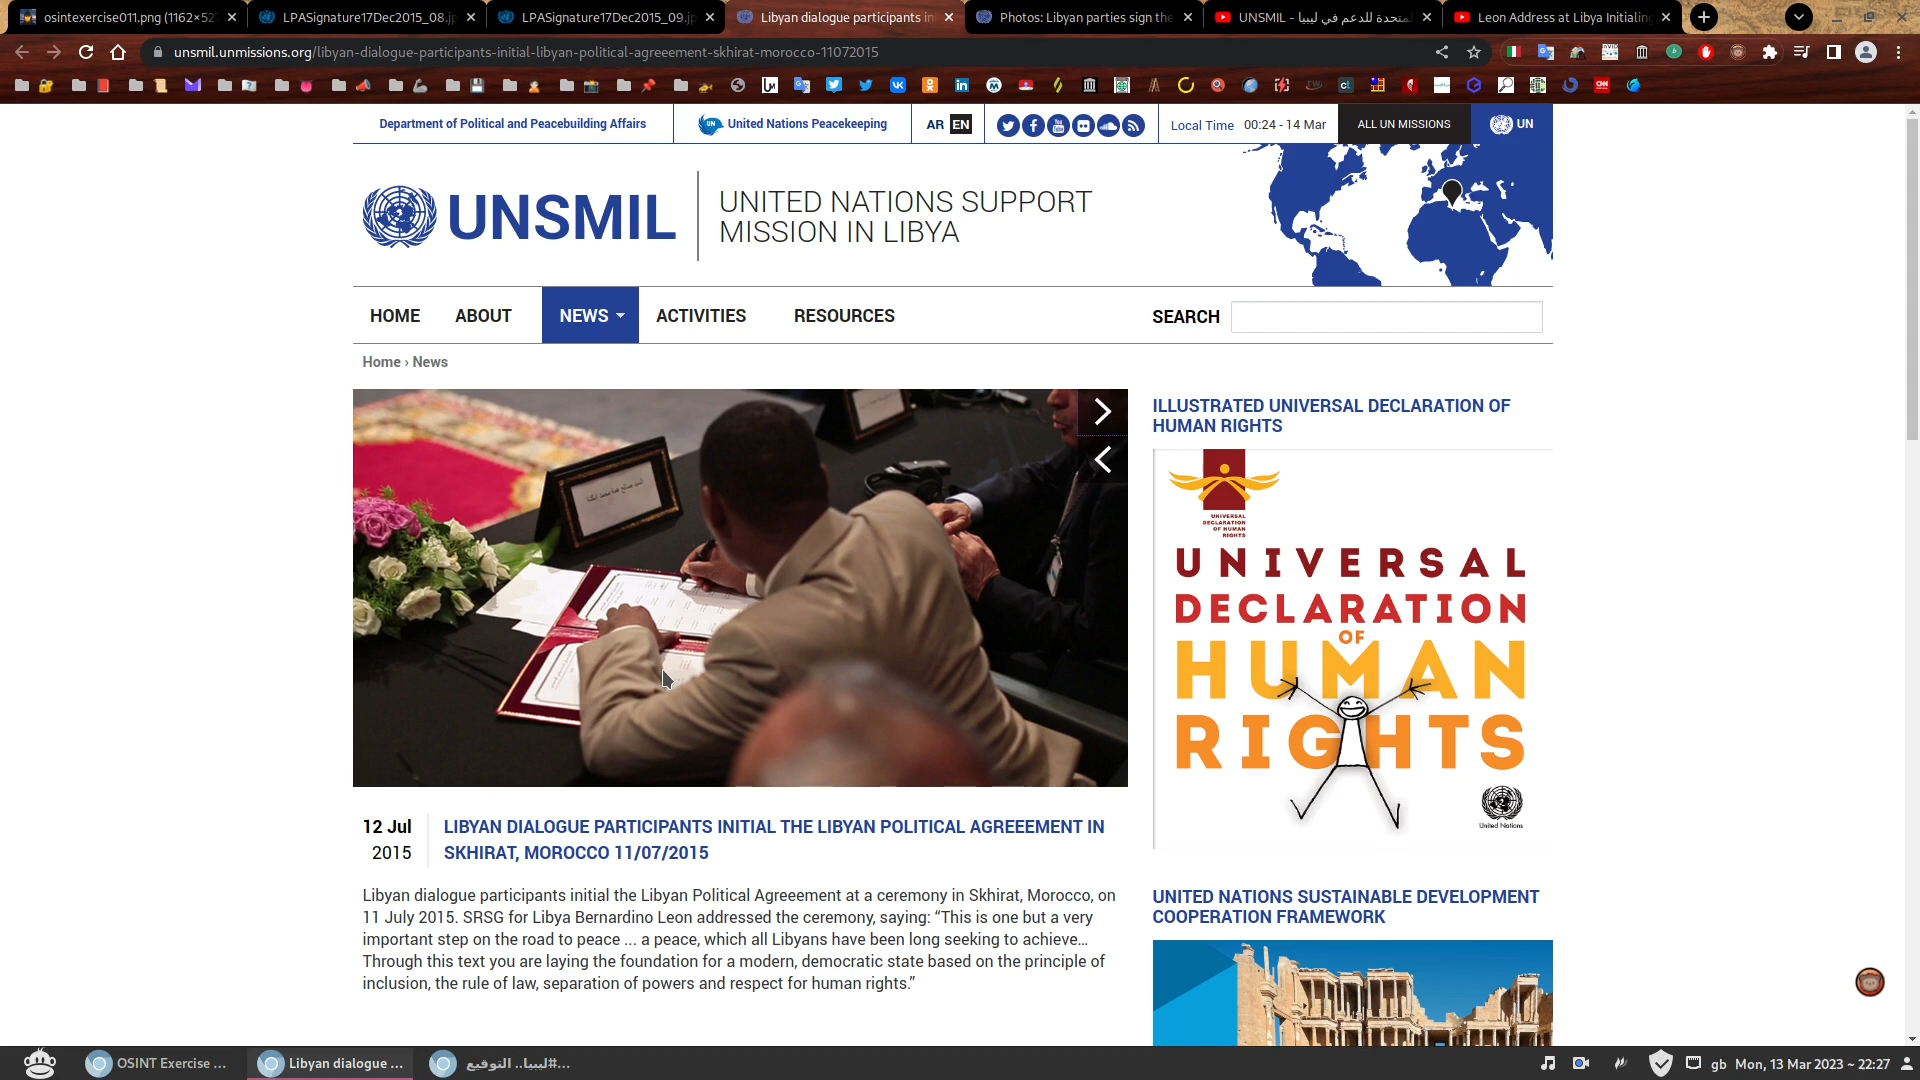 osintexercise011.png (1162×52
LPASignature17Dec2015_08.jp
LPASignature17Dec2015_09.jp
Libyan dialogue participants in
Photos: Libyan parties sign the
UNSMIL - المتحدة للدعم في ليبيا
Leon Address at Libya Initialing
unsmil.unmissions.org/libyan-dialogue-participants-initial-libyan-political-agreeement-skhirat-morocco-11072015
Department of Political and Peacebuilding Affairs
United Nations Peacekeeping
AR EN
Local Time 00:24 - 14 Mar
ALL UN MISSIONS
UN
UNSMIL
UNITED NATIONS SUPPORT
MISSION IN LIBYA
HOME ABOUT NEWS ACTIVITIES RESOURCES
SEARCH
Home › News
12 Jul
2015
LIBYAN DIALOGUE PARTICIPANTS INITIAL THE LIBYAN POLITICAL AGREEEMENT IN
SKHIRAT, MOROCCO 11/07/2015
Libyan dialogue participants initial the Libyan Political Agreeement at a ceremony in Skhirat, Morocco, on
11 July 2015. SRSG for Libya Bernardino Leon addressed the ceremony, saying: “This is one but a very
important step on the road to peace ... a peace, which all Libyans have been long seeking to achieve…
Through this text you are laying the foundation for a modern, democratic state based on the principle of
inclusion, the rule of law, separation of powers and respect for human rights.”
ILLUSTRATED UNIVERSAL DECLARATION OF
HUMAN RIGHTS
UNIVERSAL
DECLARATION
OF HUMAN
RIGHTS
UNIVERSAL
DECLARATION
OF
HUMAN
RIGHTS
United Nations
UNITED NATIONS SUSTAINABLE DEVELOPMENT
COOPERATION FRAMEWORK
OSINT Exercise ...
Libyan dialogue ...
#ليبيا.. التوقيع...
gb Mon, 13 Mar 2023 ~ 22:27